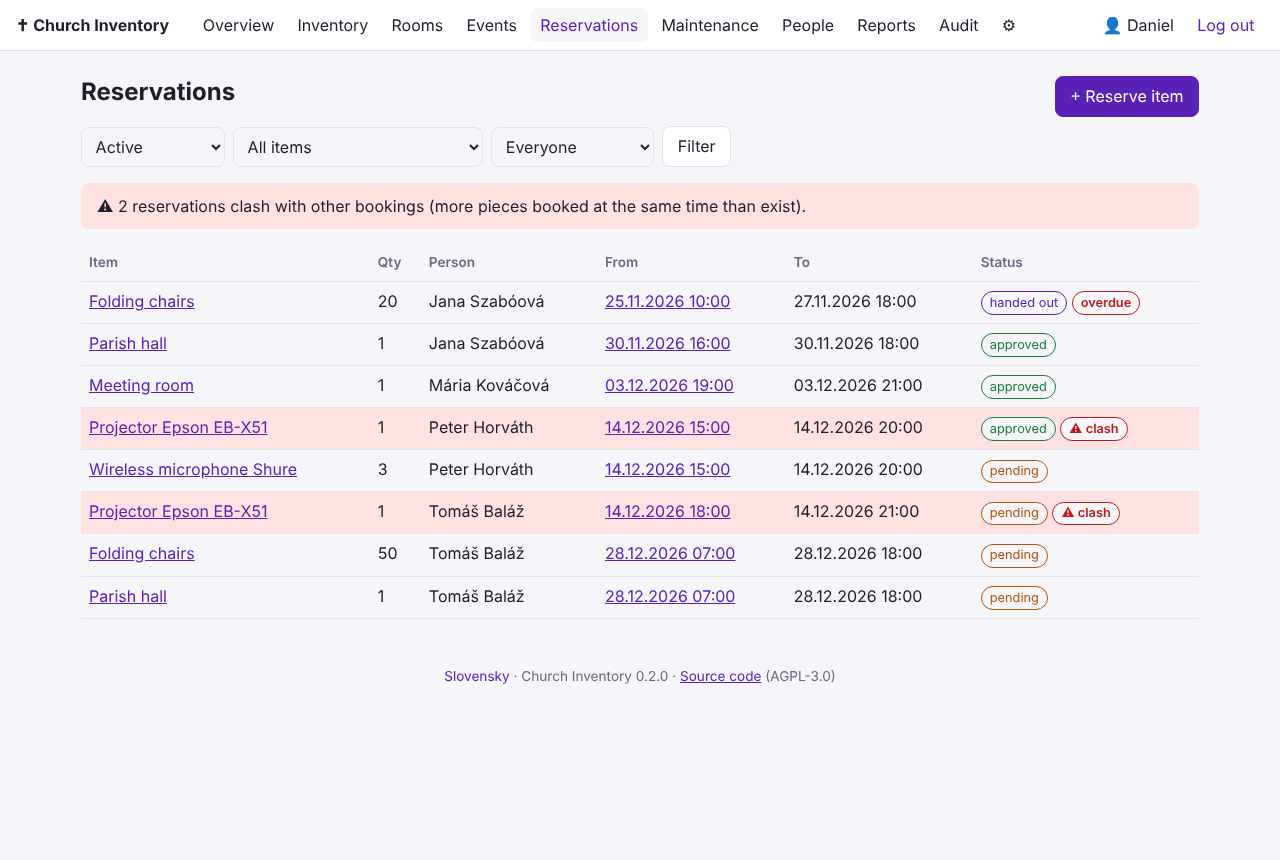 ✝ Church Inventory Overview Inventory Rooms Events Reservations Maintenance People Reports Audit ⚙ 👤 Daniel Log out
Reservations
+ Reserve item
Active All items Everyone Filter
⚠ 2 reservations clash with other bookings (more pieces booked at the same time than exist).
Item Qty Person From To Status
Folding chairs 20 Jana Szabóová 25.11.2026 10:00 27.11.2026 18:00 handed out overdue
Parish hall 1 Jana Szabóová 30.11.2026 16:00 30.11.2026 18:00 approved
Meeting room 1 Mária Kováčová 03.12.2026 19:00 03.12.2026 21:00 approved
Projector Epson EB-X51 1 Peter Horváth 14.12.2026 15:00 14.12.2026 20:00 approved ⚠ clash
Wireless microphone Shure 3 Peter Horváth 14.12.2026 15:00 14.12.2026 20:00 pending
Projector Epson EB-X51 1 Tomáš Baláž 14.12.2026 18:00 14.12.2026 21:00 pending ⚠ clash
Folding chairs 50 Tomáš Baláž 28.12.2026 07:00 28.12.2026 18:00 pending
Parish hall 1 Tomáš Baláž 28.12.2026 07:00 28.12.2026 18:00 pending
Slovensky · Church Inventory 0.2.0 · Source code (AGPL-3.0)